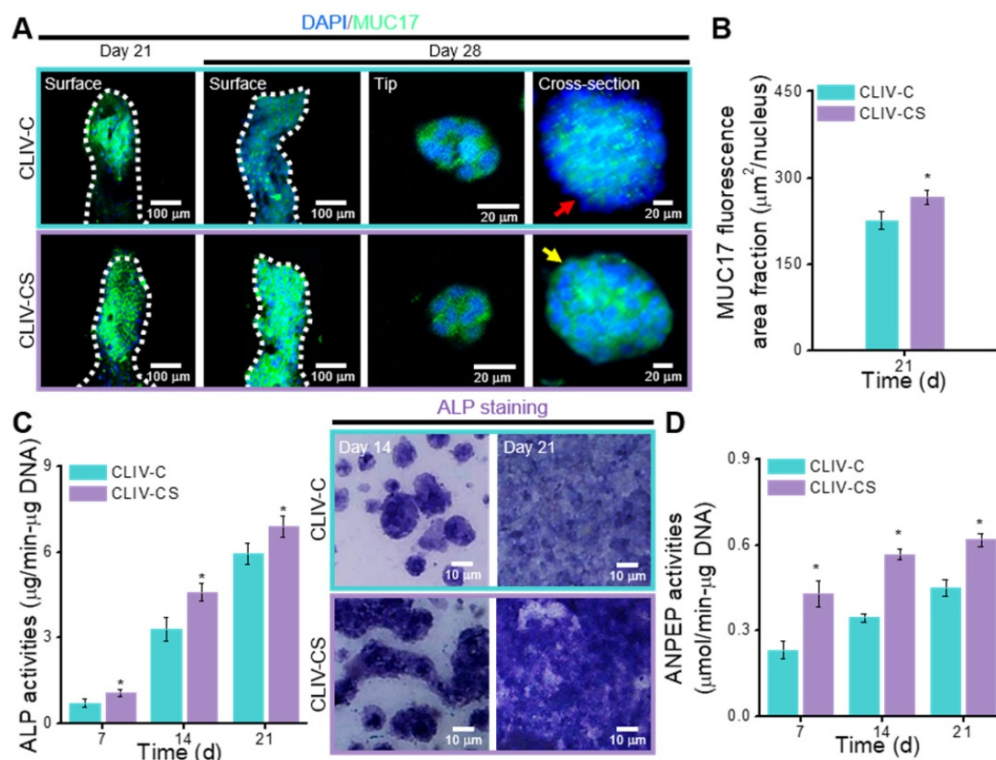 A
DAPI/MUC17
Day 21
Day 28
Surface
Surface
Tip
Cross-section
CLIV-C
100 μm
100 μm
20 μm
20 μm
CLIV-CS
100 μm
100 μm
20 μm
20 μm
B
MUC17 fluorescence
area fraction (μm²/nucleus)
450
300
150
0
CLIV-C
CLIV-CS
*
21
Time (d)
C
ALP activities (μg/min-μg DNA)
9
6
3
0
CLIV-C
CLIV-CS
*
*
*
7
14
21
Time (d)
ALP staining
Day 14
Day 21
CLIV-C
10 μm
10 μm
CLIV-CS
10 μm
10 μm
D
ANPEP activities
(μmol/min-μg DNA)
0.9
0.6
0.3
0.0
CLIV-C
CLIV-CS
*
*
*
7
14
21
Time (d)